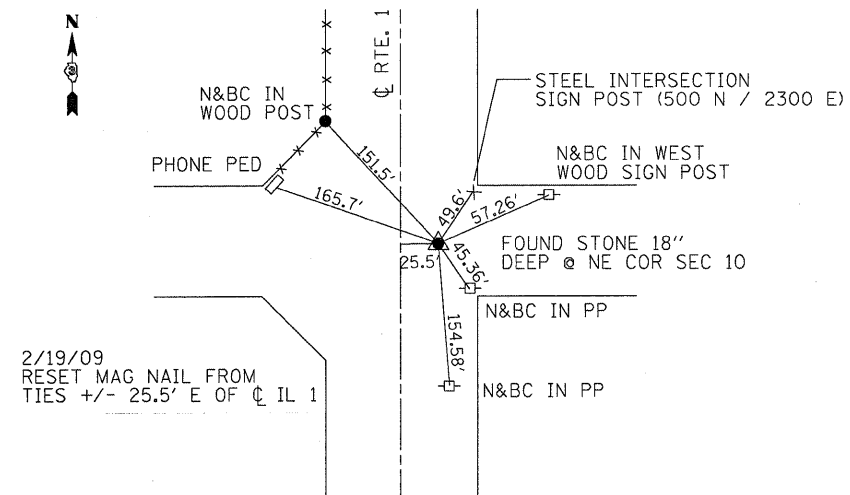 N
℄ RTE. 1
N&BC IN
WOOD POST
STEEL INTERSECTION
SIGN POST (500 N / 2300 E)
PHONE PED
151.5'
165.7'
49.6'
57.26'
N&BC IN WEST
WOOD SIGN POST
25.5'
45.36'
FOUND STONE 18"
DEEP @ NE COR SEC 10
154.58'
N&BC IN PP
2/19/09
RESET MAG NAIL FROM
TIES +/- 25.5' E OF ℄ IL 1
N&BC IN PP